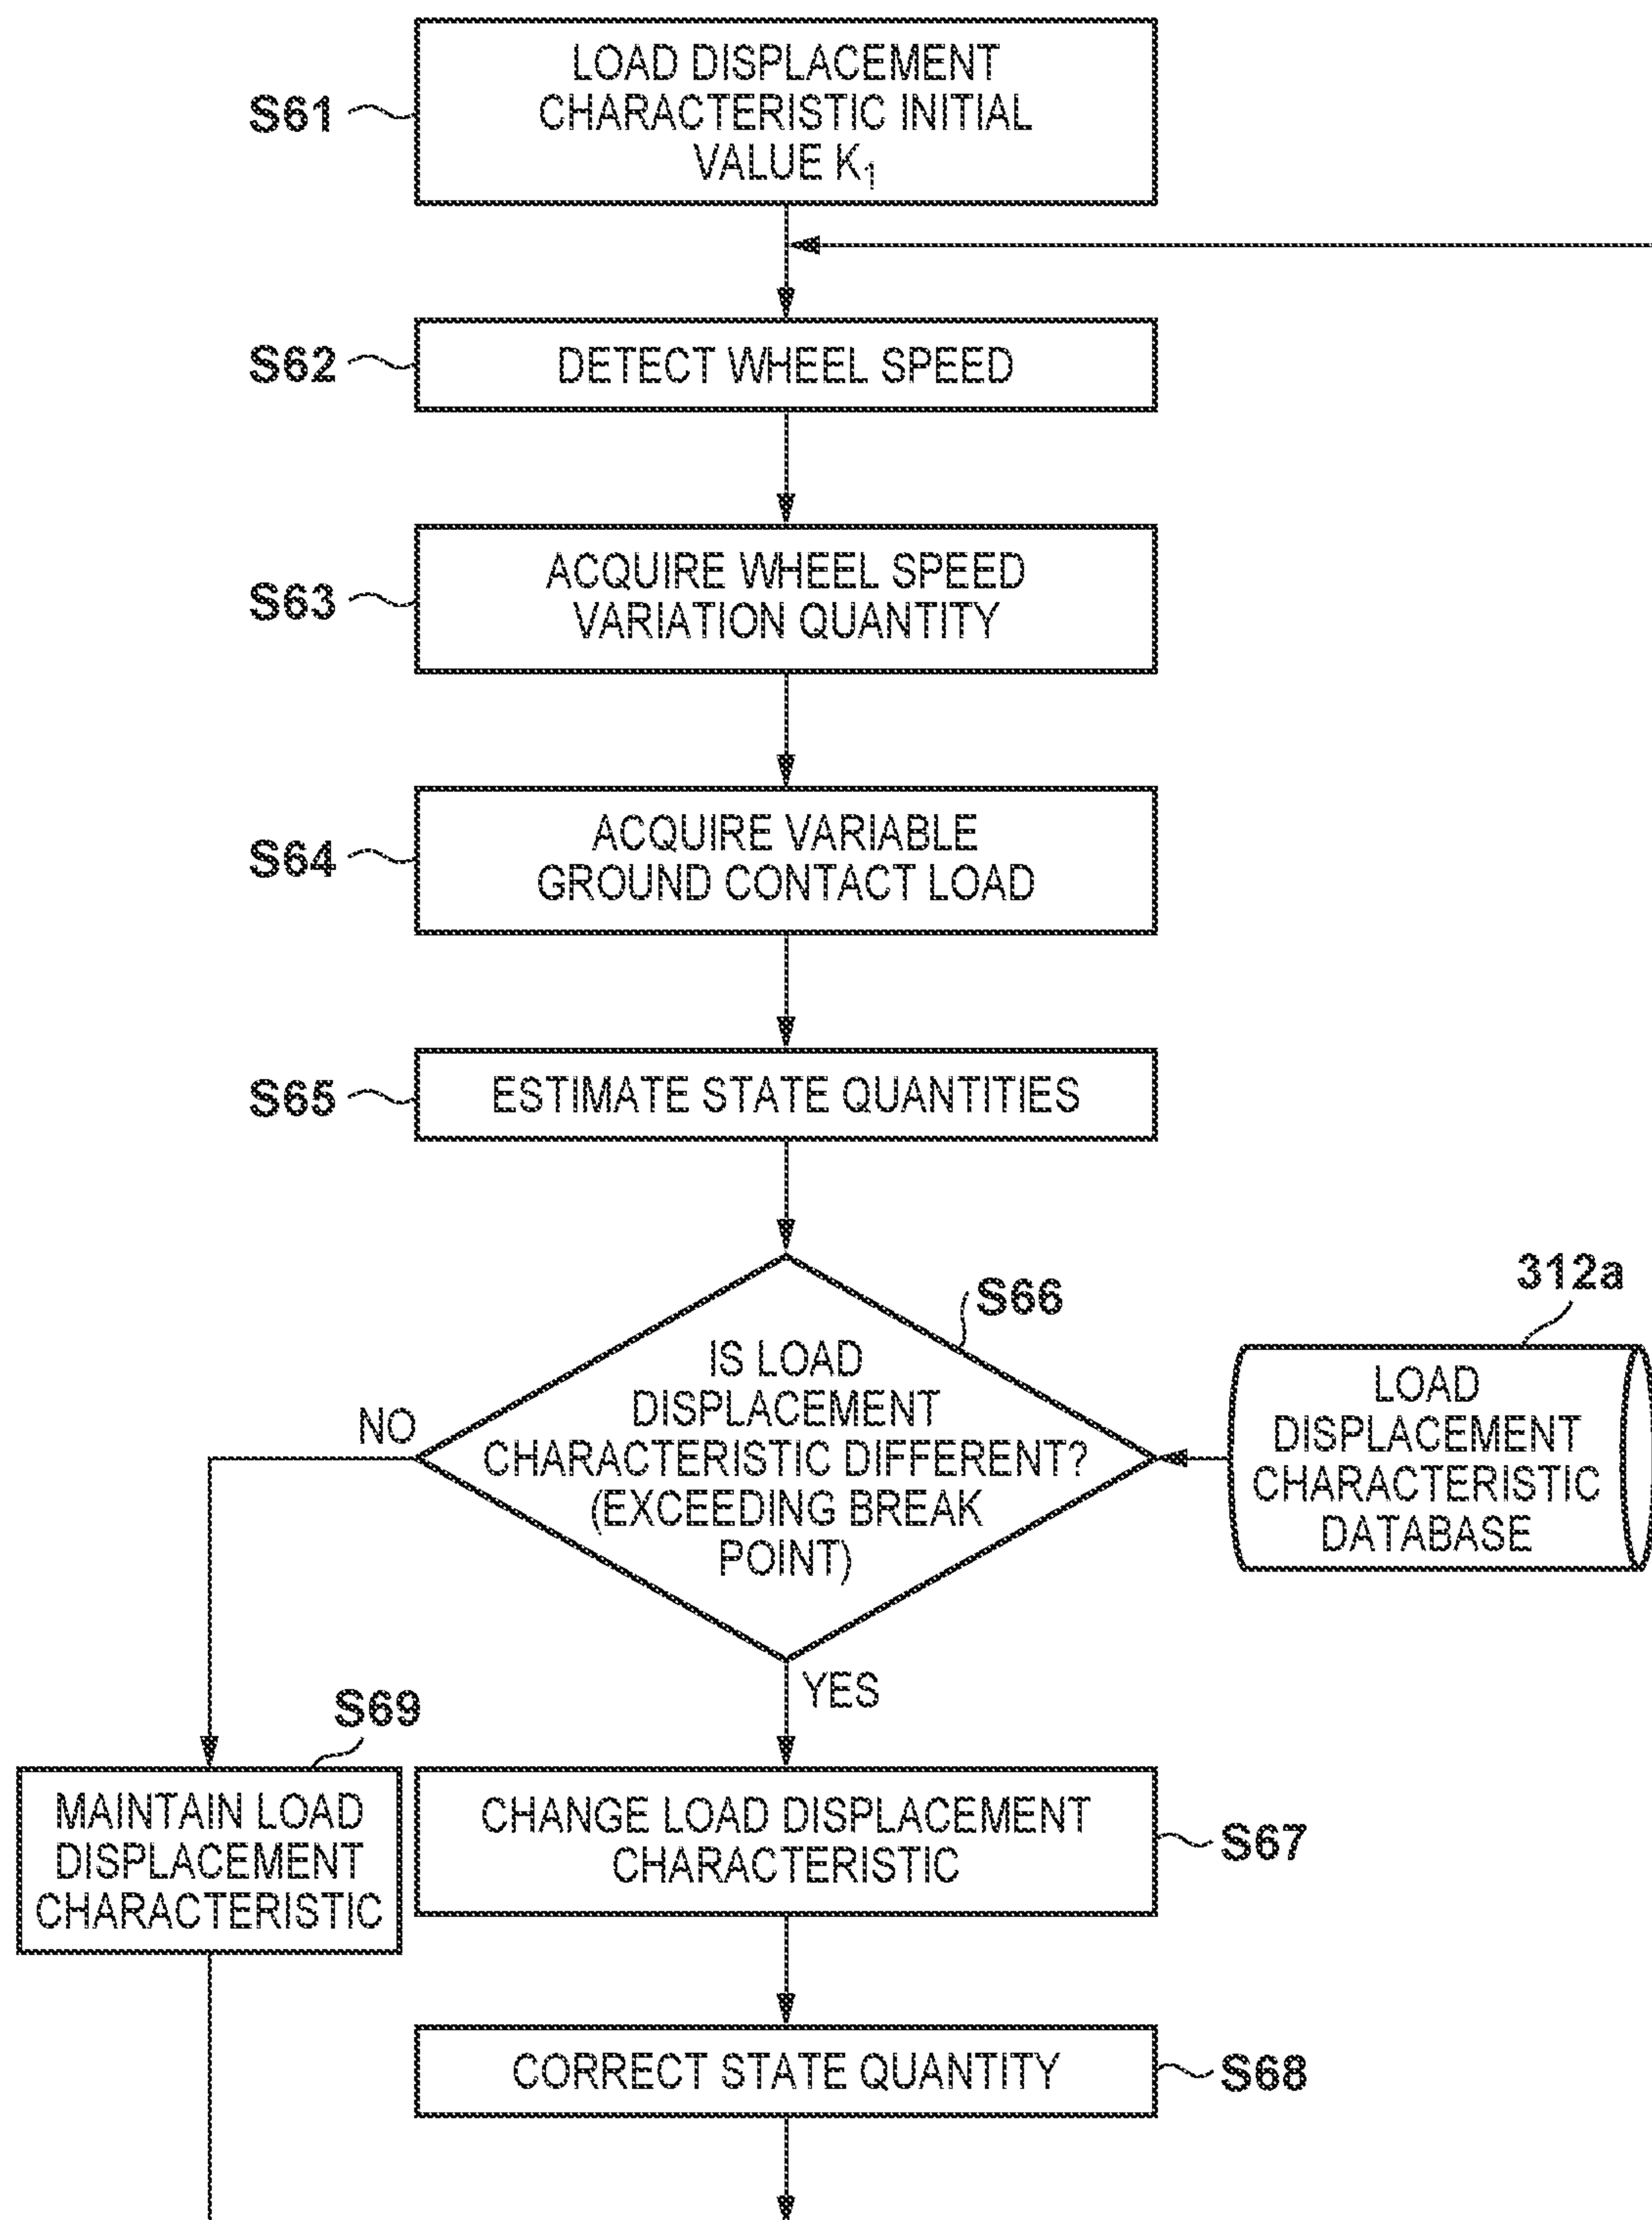 S61
LOAD DISPLACEMENT
CHARACTERISTIC INITIAL
VALUE K₁
S62
DETECT WHEEL SPEED
S63
ACQUIRE WHEEL SPEED
VARIATION QUANTITY
S64
ACQUIRE VARIABLE
GROUND CONTACT LOAD
S65
ESTIMATE STATE QUANTITIES
S66
IS LOAD
DISPLACEMENT
CHARACTERISTIC DIFFERENT?
(EXCEEDING BREAK
POINT)
312a
LOAD
DISPLACEMENT
CHARACTERISTIC
DATABASE
NO
YES
S69
MAINTAIN LOAD
DISPLACEMENT
CHARACTERISTIC
CHANGE LOAD DISPLACEMENT
CHARACTERISTIC
S67
CORRECT STATE QUANTITY
S68